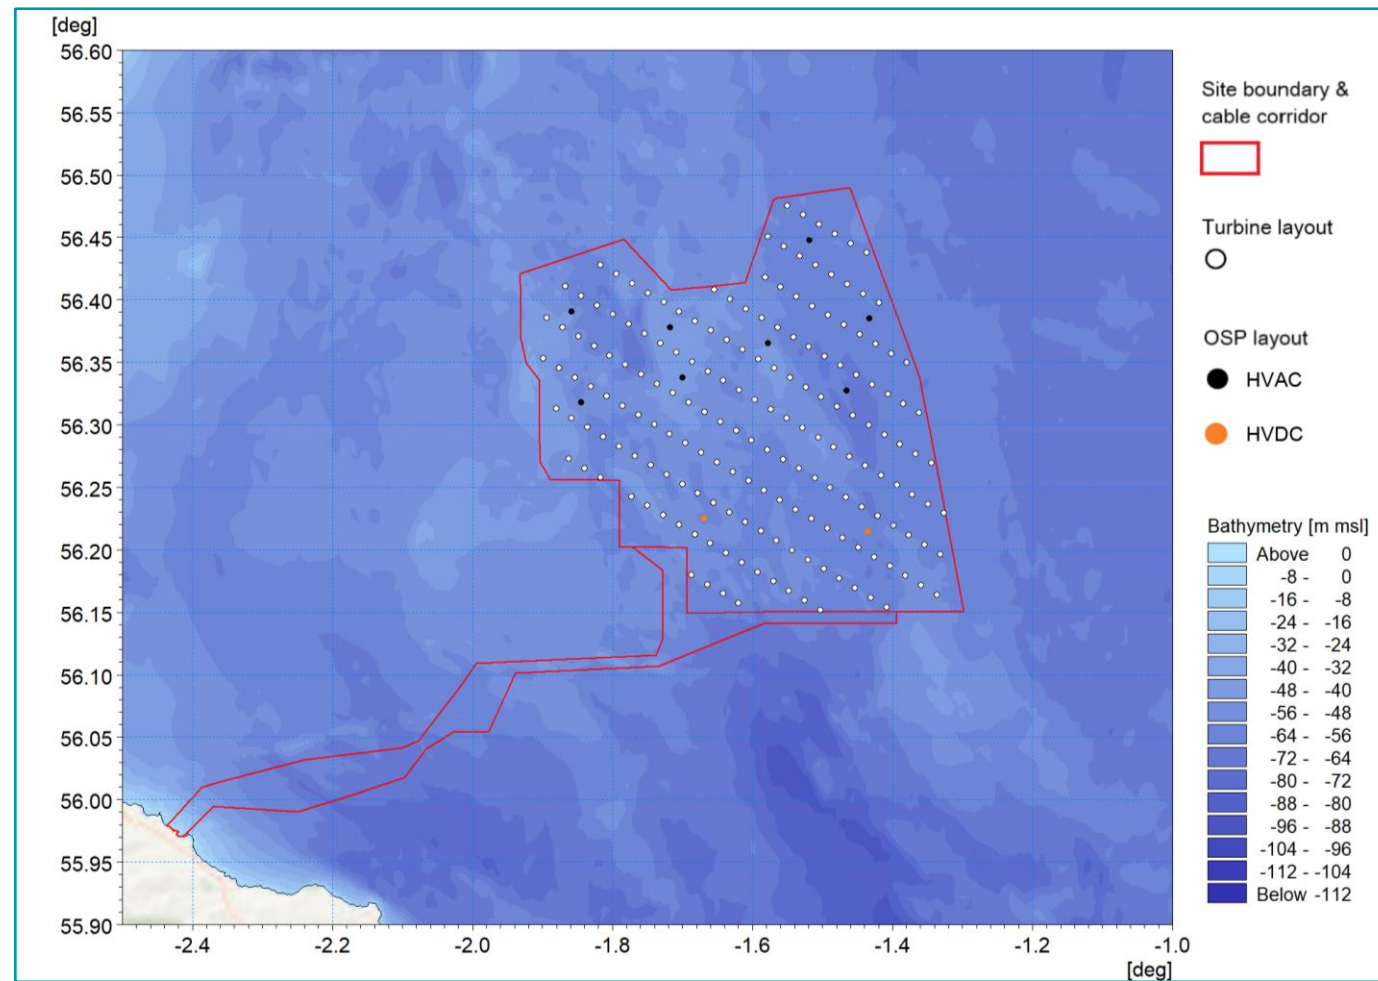 [deg]
56.60
56.55
56.50
56.45
56.40
56.35
56.30
56.25
56.20
56.15
56.10
56.05
56.00
55.95
55.90
-2.4
-2.2
-2.0
-1.8
-1.6
-1.4
-1.2
-1.0
[deg]
Site boundary &
cable corridor
Turbine layout
OSP layout
HVAC
HVDC
Bathymetry [m msl]
Above 0
-8 - 0
-16 - -8
-24 - -16
-32 - -24
-40 - -32
-48 - -40
-56 - -48
-64 - -56
-72 - -64
-80 - -72
-88 - -80
-96 - -88
-104 - -96
-112 - -104
Below -112